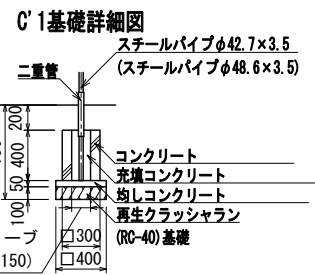 C'1基礎詳細図
スチールパイプφ42.7×3.5
二重管
(スチールパイプφ48.6×3.5)
200
400
50
100
コンクリート
充填コンクリート
均しコンクリート
再生クラッシャラン
(RC-40)基礎
ーブ
□300
150)
□400